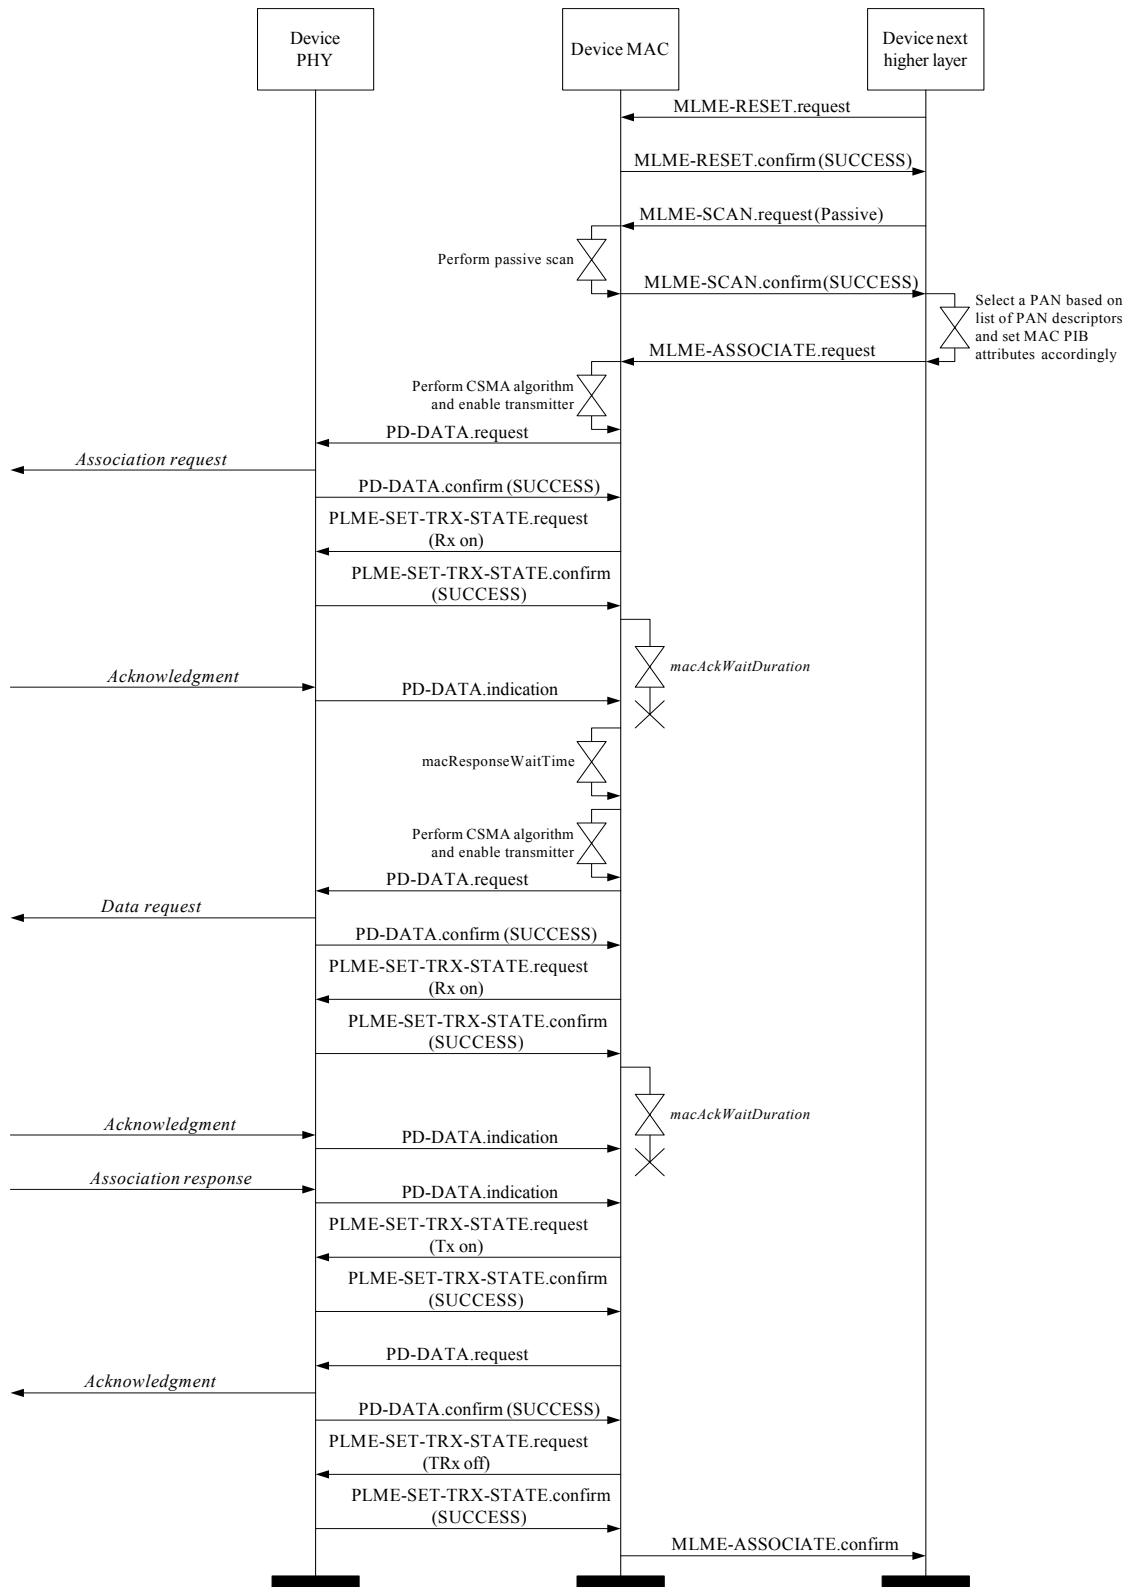 Device
PHY
Device MAC
Device next
higher layer
MLME-RESET.request
MLME-RESET.confirm (SUCCESS)
MLME-SCAN.request (Passive)
Perform passive scan
MLME-SCAN.confirm (SUCCESS)
Select a PAN based on
list of PAN descriptors
and set MAC PIB
attributes accordingly
MLME-ASSOCIATE.request
Perform CSMA algorithm
and enable transmitter
PD-DATA.request
Association request
PD-DATA.confirm (SUCCESS)
PLME-SET-TRX-STATE.request
(Rx on)
PLME-SET-TRX-STATE.confirm
(SUCCESS)
macAckWaitDuration
Acknowledgment
PD-DATA.indication
macResponseWaitTime
Perform CSMA algorithm
and enable transmitter
PD-DATA.request
Data request
PD-DATA.confirm (SUCCESS)
PLME-SET-TRX-STATE.request
(Rx on)
PLME-SET-TRX-STATE.confirm
(SUCCESS)
macAckWaitDuration
Acknowledgment
PD-DATA.indication
Association response
PD-DATA.indication
PLME-SET-TRX-STATE.request
(Tx on)
PLME-SET-TRX-STATE.confirm
(SUCCESS)
PD-DATA.request
Acknowledgment
PD-DATA.confirm (SUCCESS)
PLME-SET-TRX-STATE.request
(TRx off)
PLME-SET-TRX-STATE.confirm
(SUCCESS)
MLME-ASSOCIATE.confirm